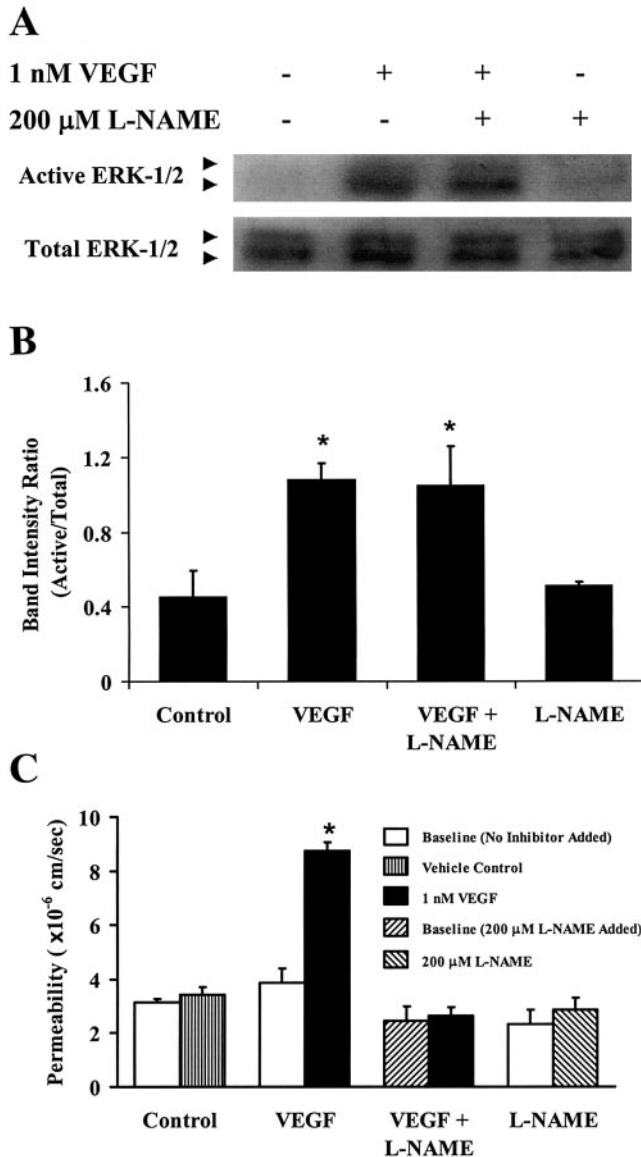 A
1 nM VEGF - + + -
200 μM L-NAME - - + +
Active ERK-1/2
Total ERK-1/2
B
Band Intensity Ratio
(Active/Total)
1.6
1.2
0.8
0.4
0
* *
Control VEGF VEGF + L-NAME
L-NAME
C
Permeability ( x10-6 cm/sec)
10
8
6
4
2
0
*
Baseline (No Inhibitor Added)
Vehicle Control
1 nM VEGF
Baseline (200 μM L-NAME Added)
200 μM L-NAME
Control VEGF VEGF + L-NAME
L-NAME